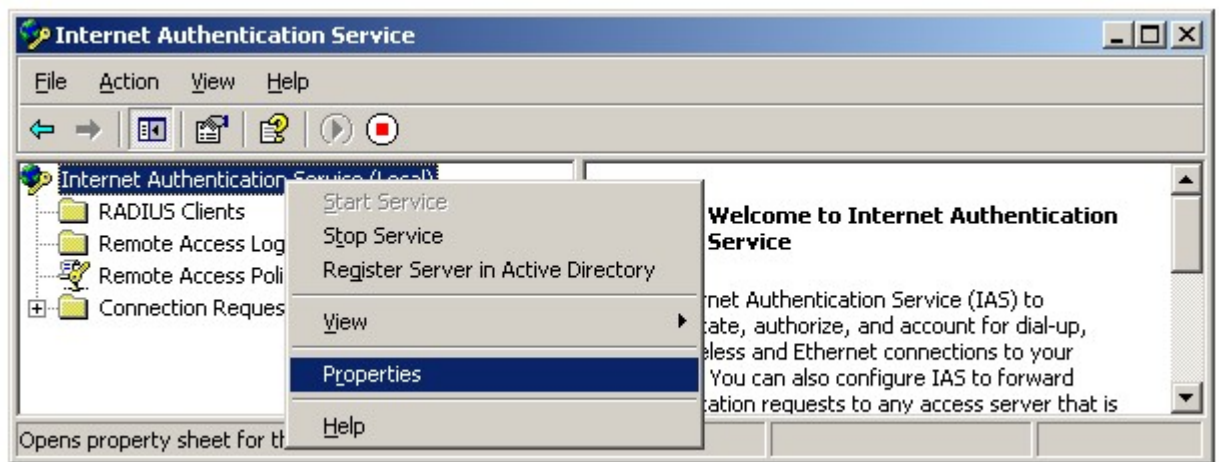 Internet Authentication Service
File Action View Help
Internet Authentication Service (Local)
RADIUS Clients
Remote Access Log
Remote Access Poli
Connection Reques
Start Service
Stop Service
Register Server in Active Directory
View
Properties
Help
Welcome to Internet Authentication
Service
rnet Authentication Service (IAS) to
cate, authorize, and account for dial-up,
eless and Ethernet connections to your
You can also configure IAS to forward
cation requests to any access server that is
Opens property sheet for th